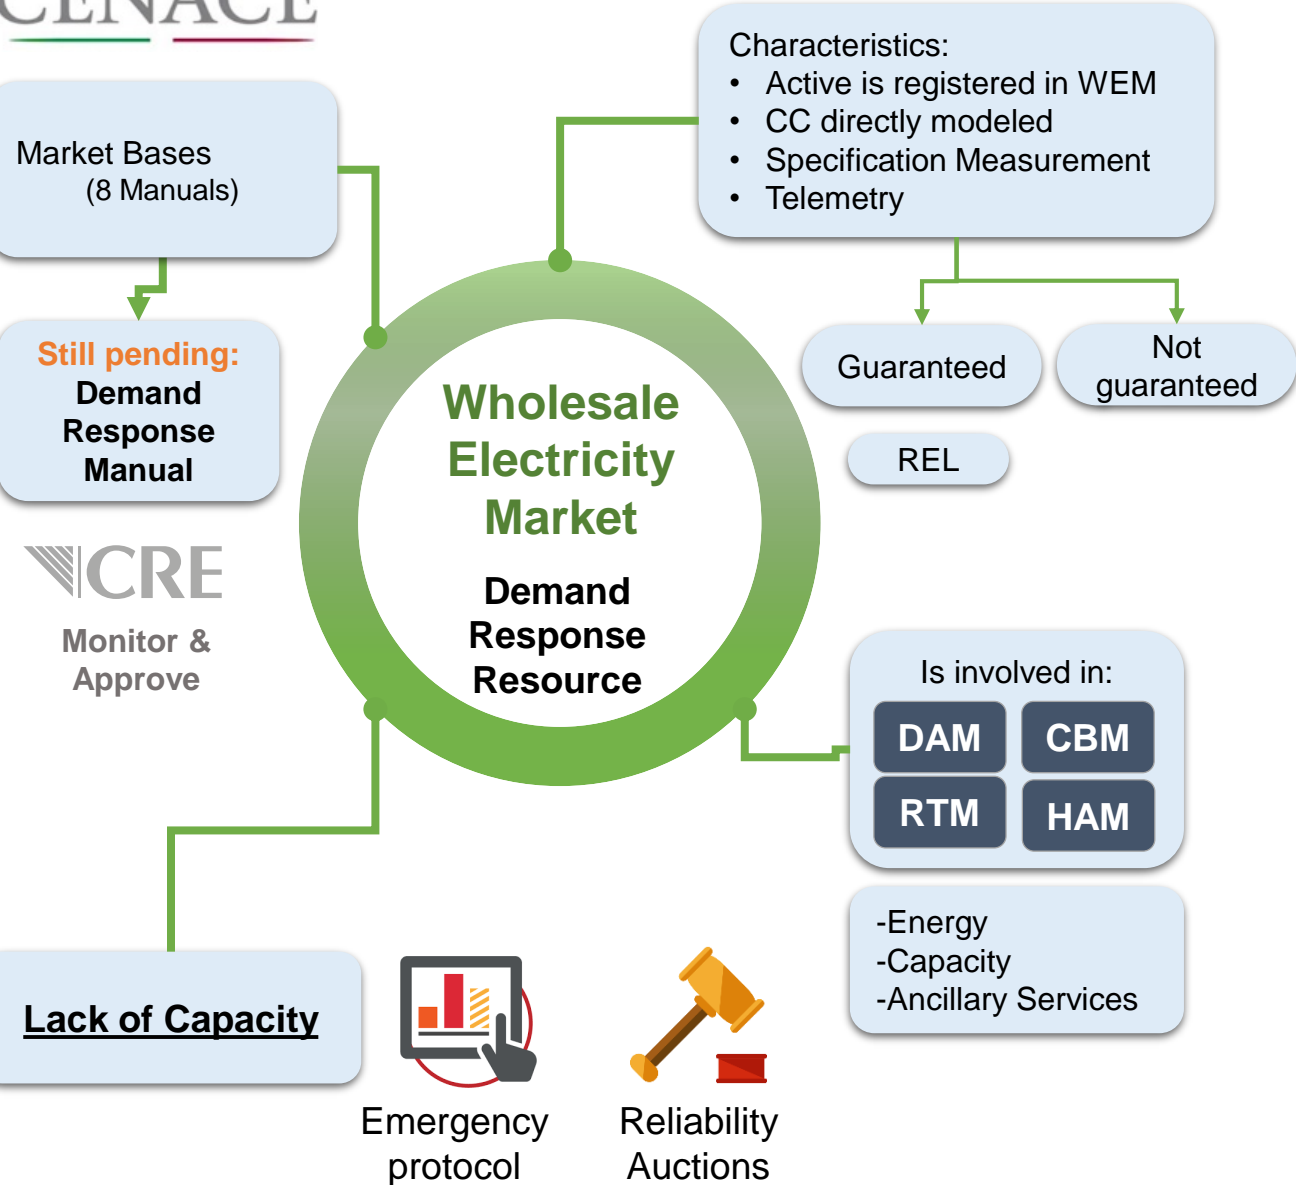 CENACE
Market Bases
(8 Manuals)
Still pending:
Demand
Response
Manual
CRE
Monitor &
Approve
Characteristics:
• Active is registered in WEM
• CC directly modeled
• Specification Measurement
• Telemetry
Guaranteed
Not
guaranteed
REL
Wholesale
Electricity
Market
Demand
Response
Resource
Is involved in:
DAM CBM
RTM HAM
-Energy
-Capacity
-Ancillary Services
Lack of Capacity
Emergency
protocol
Reliability
Auctions